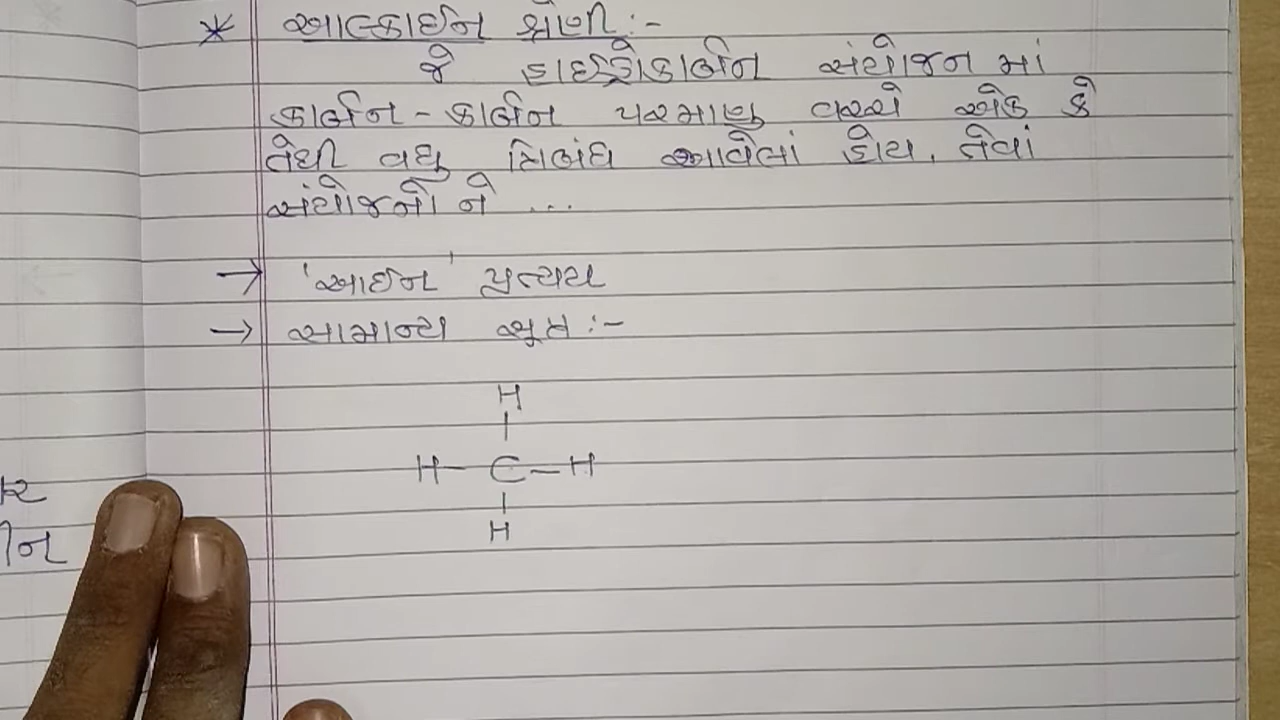 * આલ્કાઈન શ્રેણી :-
જે હાઈડ્રોકાર્બન સંયોજન માં
કાર્બન - કાર્બન પરમાણુ વચ્ચે એક કે
તેથી વધુ ત્રિબંધ આવેલાં હોય, તેવાં
સંયોજનો ને ...
→ 'આઈન' પ્રત્યય
→ સામાન્ય સૂત્ર :-
H
|
H - C - H
|
H